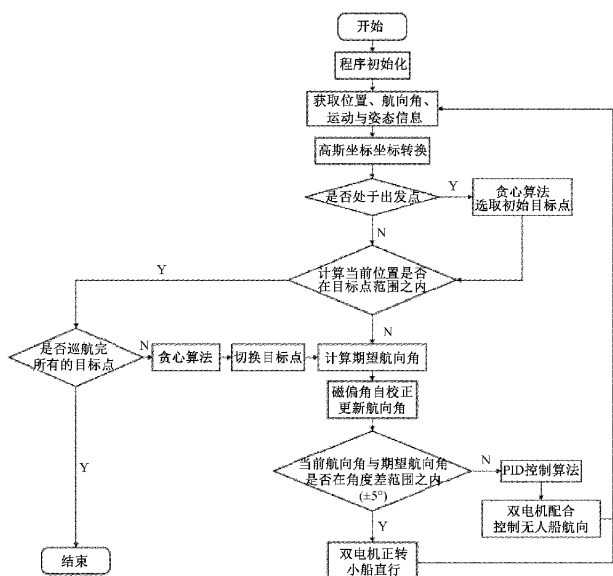 开始
程序初始化
获取位置、航向角、
运动与姿态信息
高斯坐标坐标转换
是否处于出发点
Y
贪心算法
选取初始目标点
N
Y
计算当前位置是否
在目标点范围之内
N
是否巡航完
所有的目标点
N
贪心算法
切换目标点
计算期望航向角
磁偏角自校正
更新航向角
当前航向角与期望航向角
是否在角度差范围之内
(±5°)
N
PID控制算法
双电机配合
控制无人船航向
Y
Y
双电机正转
小船直行
结束